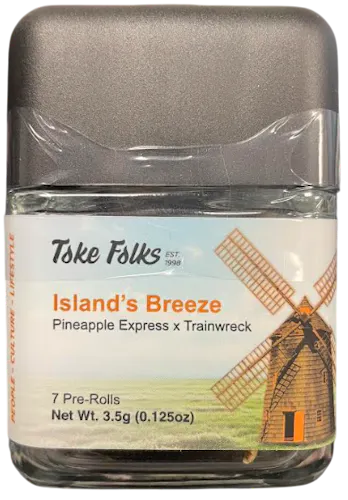 Toke Folks EST. 1998
Island's Breeze
Pineapple Express x Trainwreck
PEOPLE - CULTURE - LIFESTYLE
7 Pre-Rolls
Net Wt. 3.5g (0.125oz)